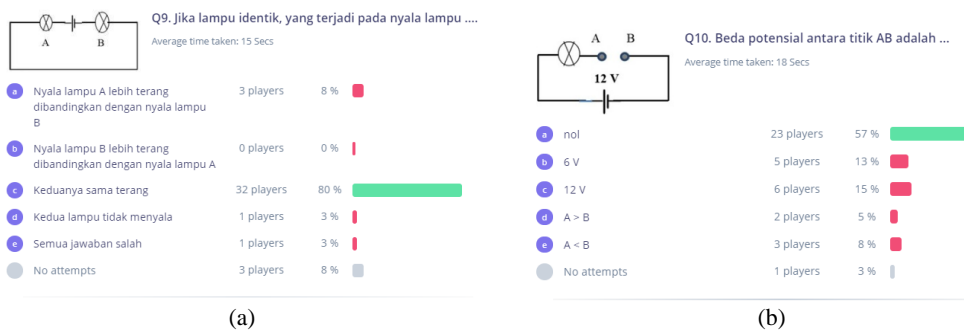 A B
Q9. Jika lampu identik, yang terjadi pada nyala lampu ....
Average time taken: 15 Secs
a Nyala lampu A lebih terang 3 players 8 %
dibandingkan dengan nyala lampu
B
b Nyala lampu B lebih terang 0 players 0 %
dibandingkan dengan nyala lampu A
c Keduanya sama terang 32 players 80 %
d Kedua lampu tidak menyala 1 players 3 %
e Semua jawaban salah 1 players 3 %
No attempts 3 players 8 %
(a)
A B
12 V
Q10. Beda potensial antara titik AB adalah ...
Average time taken: 18 Secs
a nol 23 players 57 %
b 6 V 5 players 13 %
c 12 V 6 players 15 %
d A > B 2 players 5 %
e A < B 3 players 8 %
No attempts 1 players 3 %
(b)